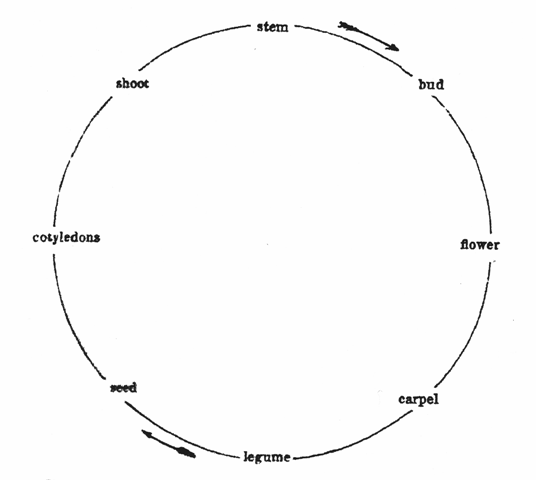 stem
bud
flower
carpel
legume
seed
cotyledons
shoot